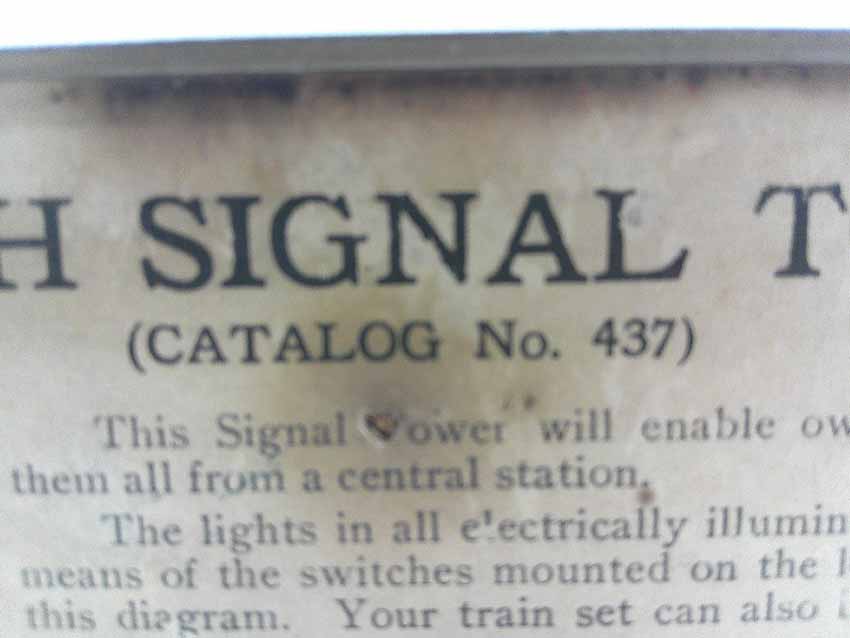 H SIGNAL T
(CATALOG No. 437)
This Signal Tower will enable ow
them all from a central station.
The lights in all electrically illumin
means of the switches mounted on the l
this diagram. Your train set can also i